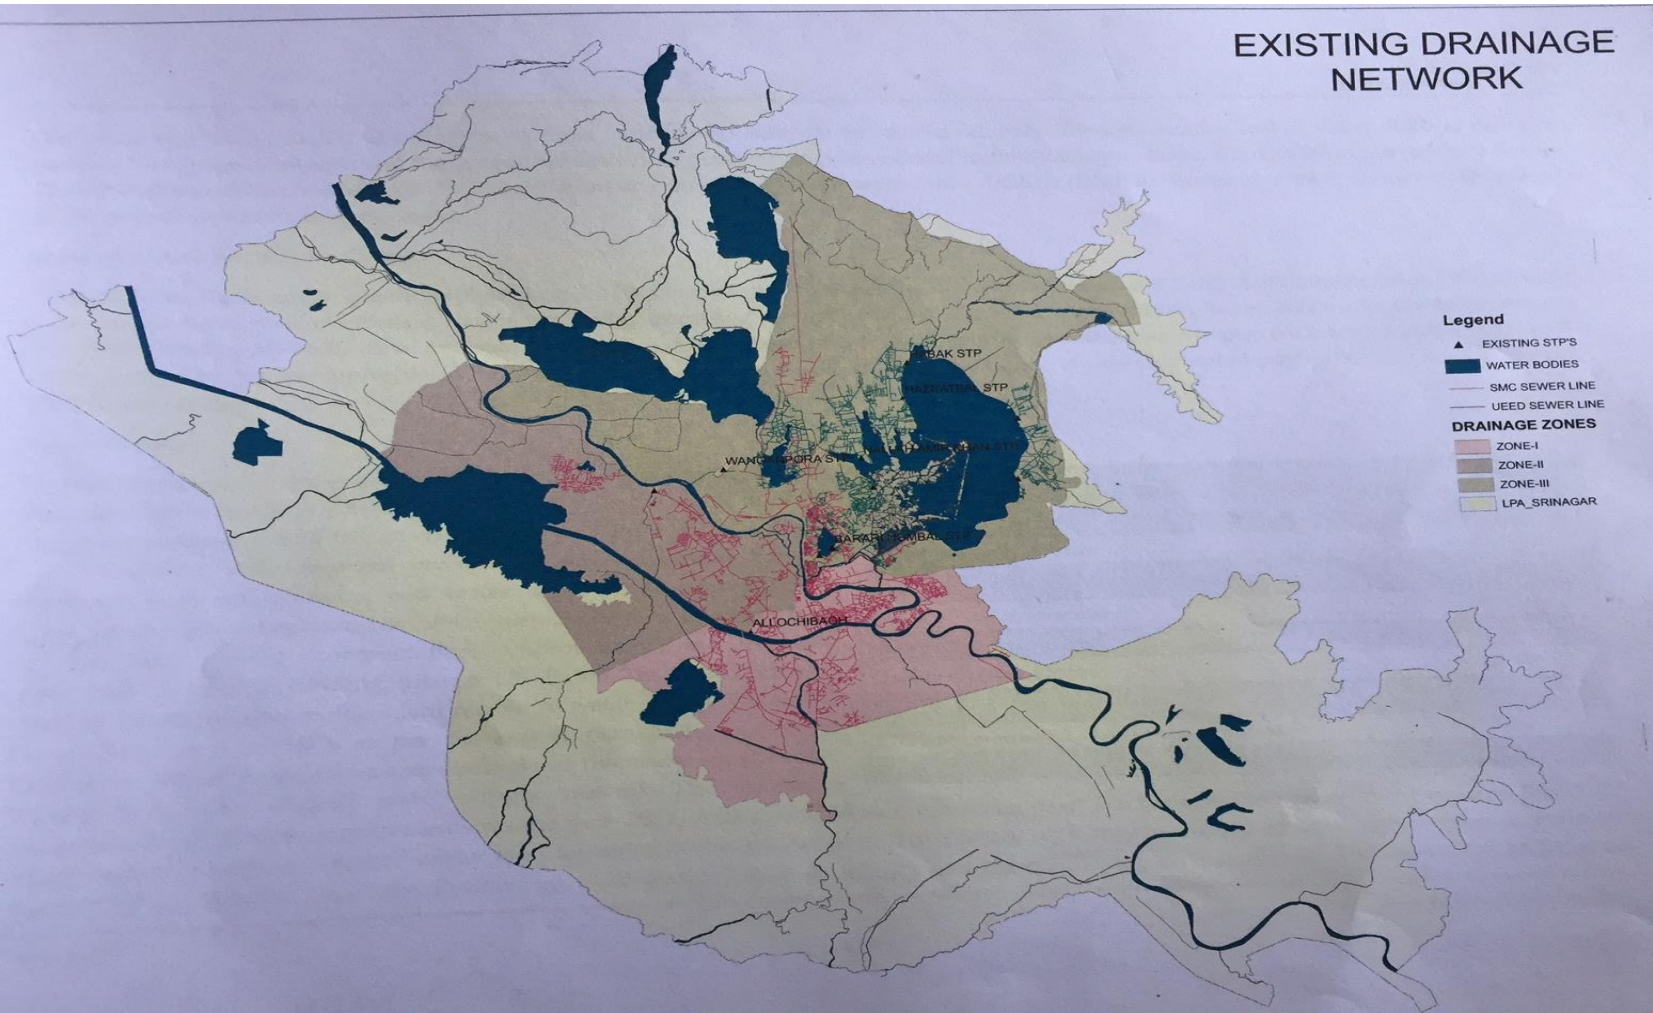 EXISTING DRAINAGE
NETWORK
Legend
EXISTING STP'S
WATER BODIES
SMC SEWER LINE
UEED SEWER LINE
DRAINAGE ZONES
ZONE-I
ZONE-II
ZONE-III
LPA_SRINAGAR
STP
HAZRATBAL STP
STP
ALLOCHIBAGH